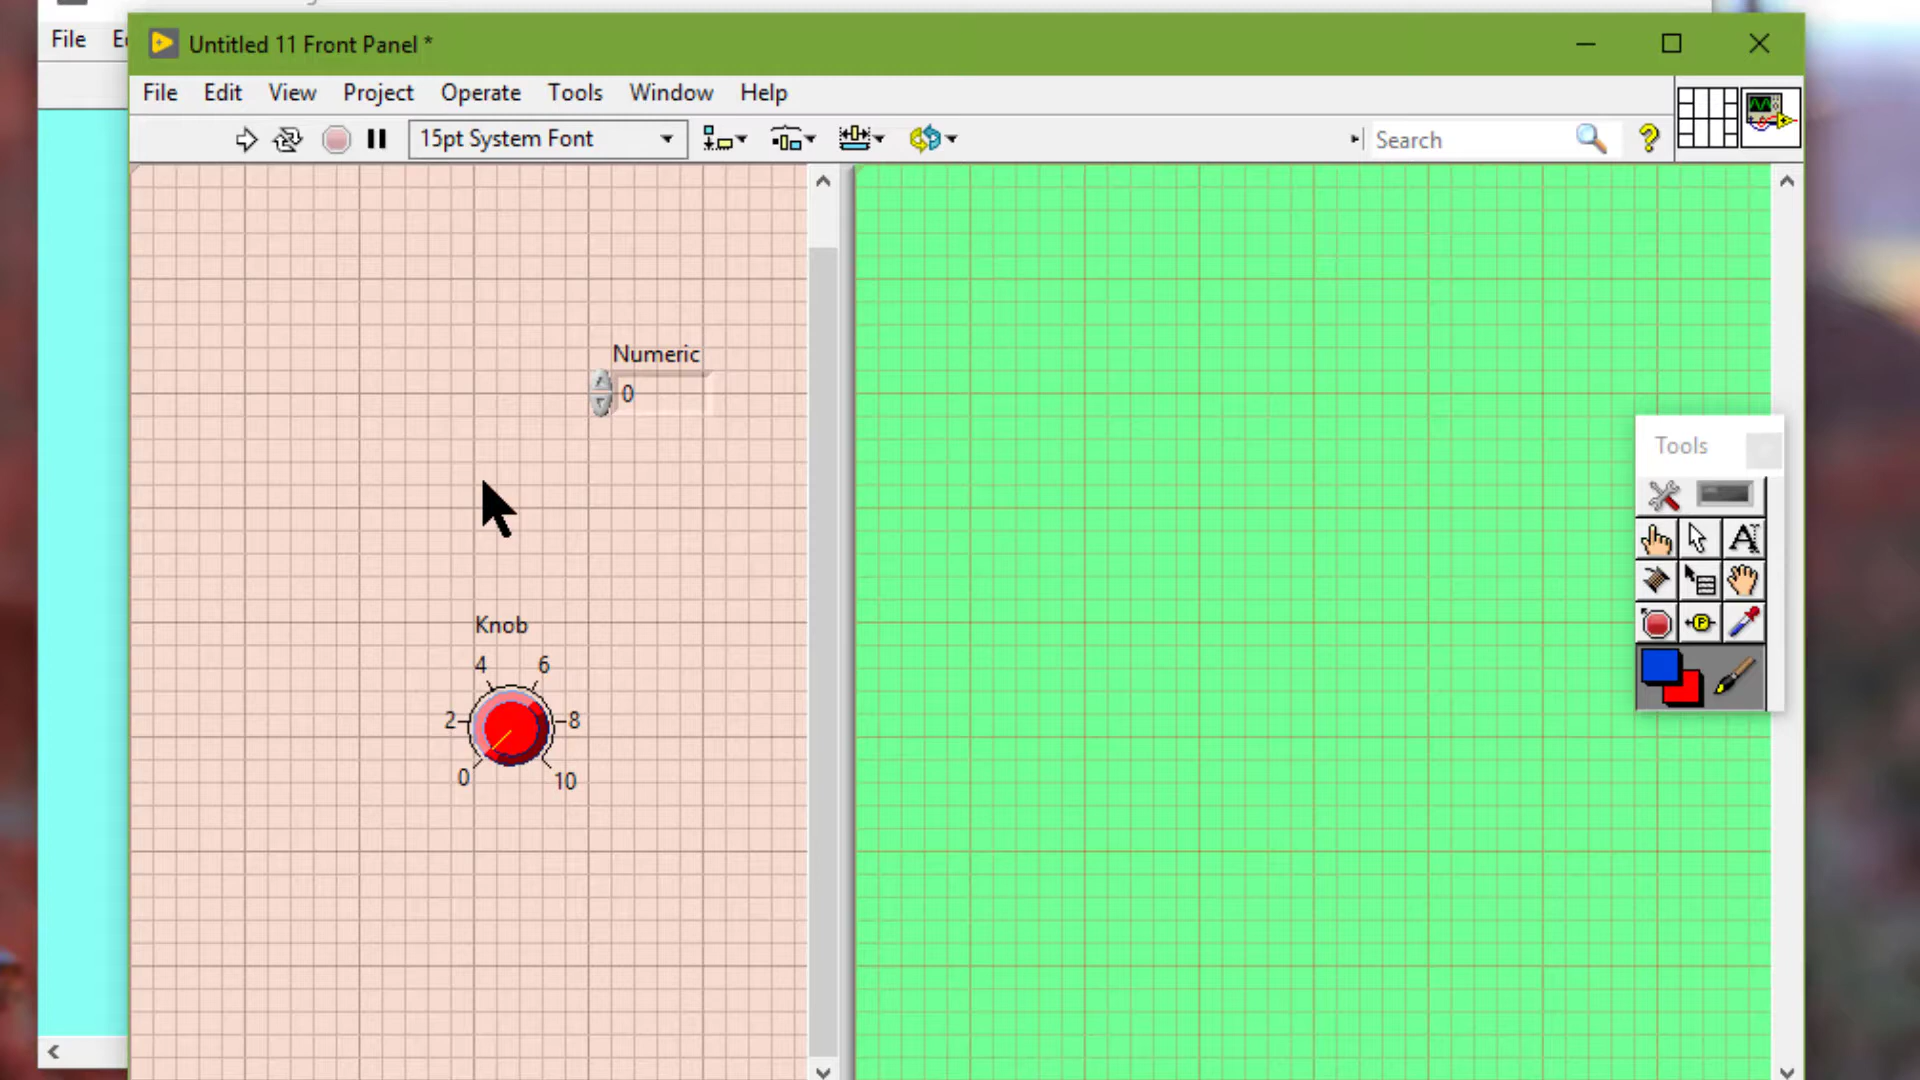 File
Untitled 11 Front Panel *
File Edit View Project Operate Tools Window Help
15pt System Font
Search
Numeric
0
Tools
Knob
4 6
2 8
0 10